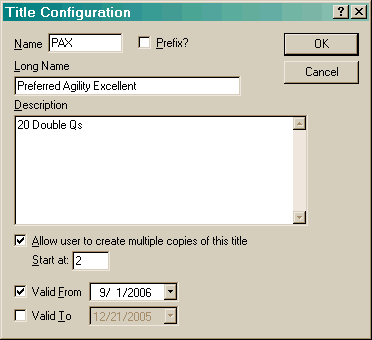 Title Configuration ? X
Name PAX Prefix? OK
Long Name Cancel
Preferred Agility Excellent
Description
20 Double Qs
Allow user to create multiple copies of this title
Start at: 2
Valid From 9/ 1/2006
Valid To 12/21/2005